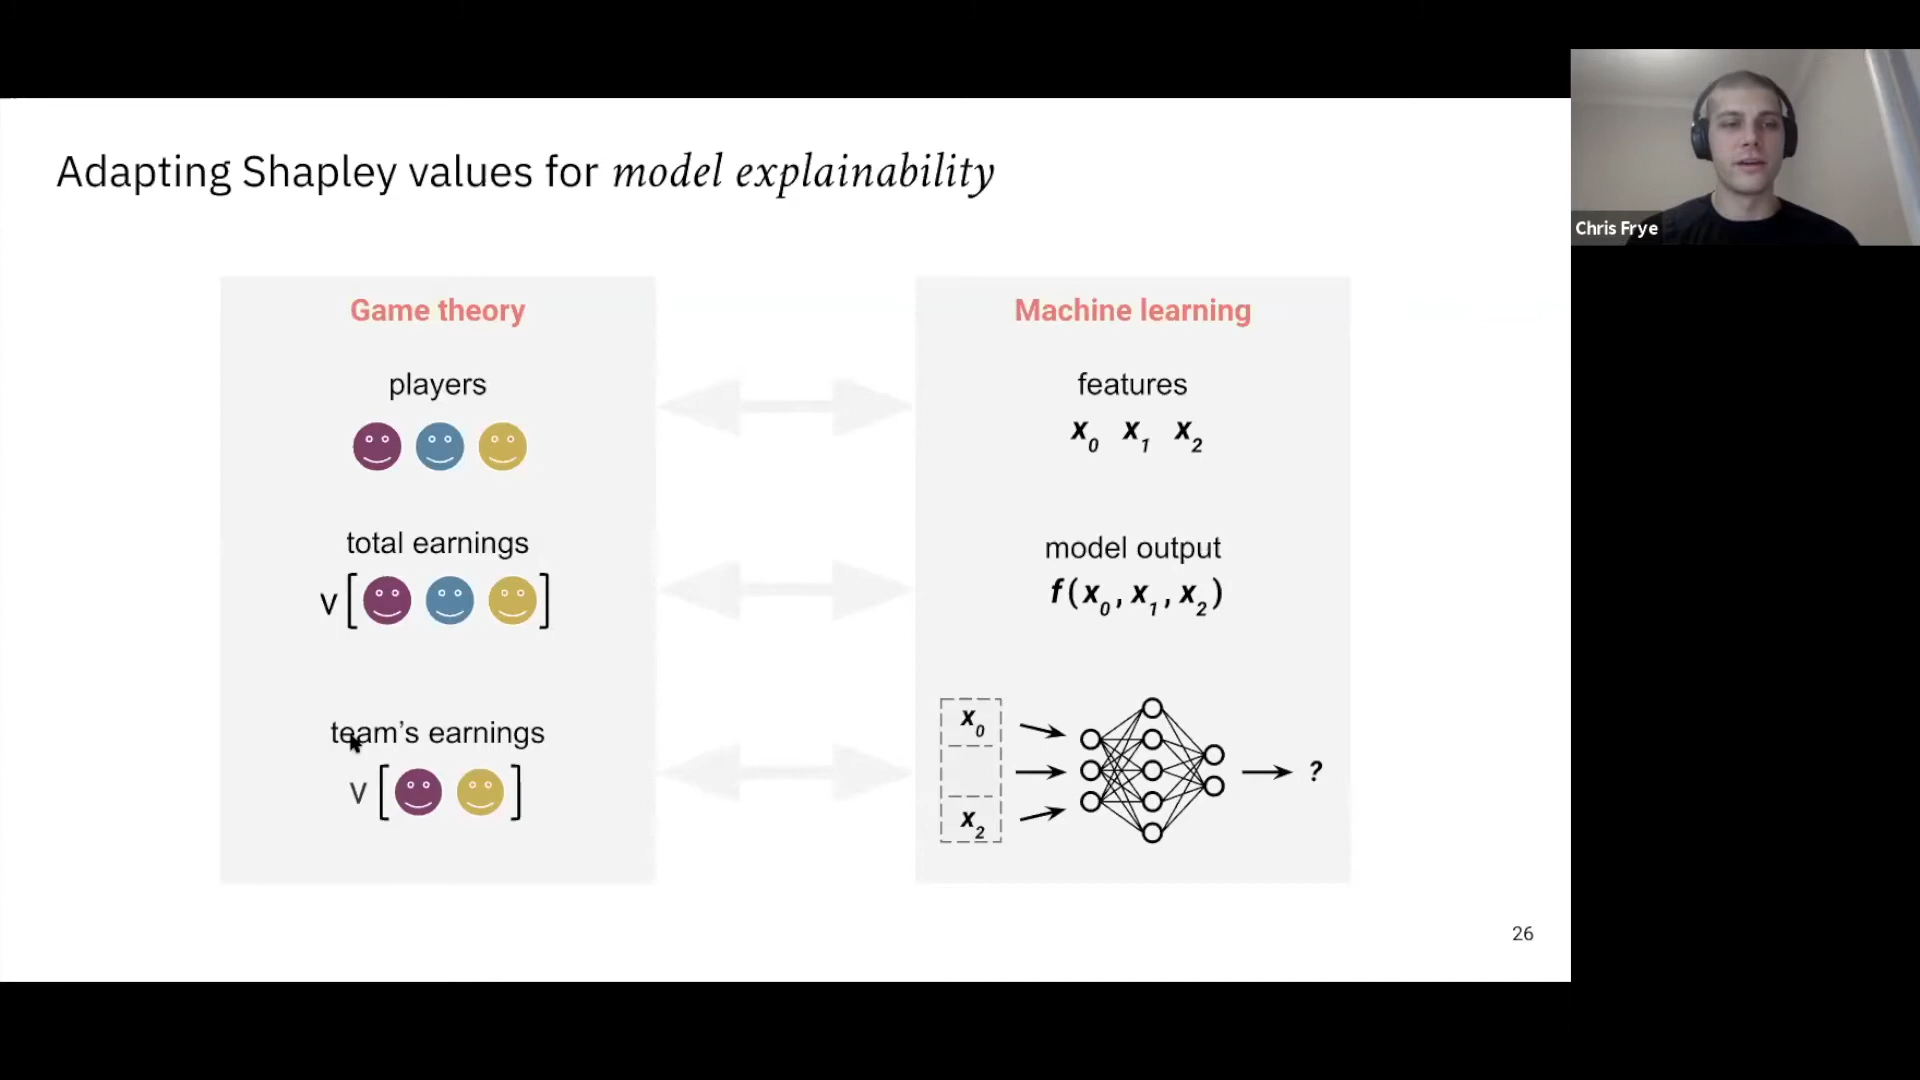 Adapting Shapley values for model explainability
Chris Frye
Game theory
players
total earnings
v [ ]
team's earnings
v [ ]
Machine learning
features
x0 x1 x2
model output
f(x0, x1, x2)
x0
x2
?
26